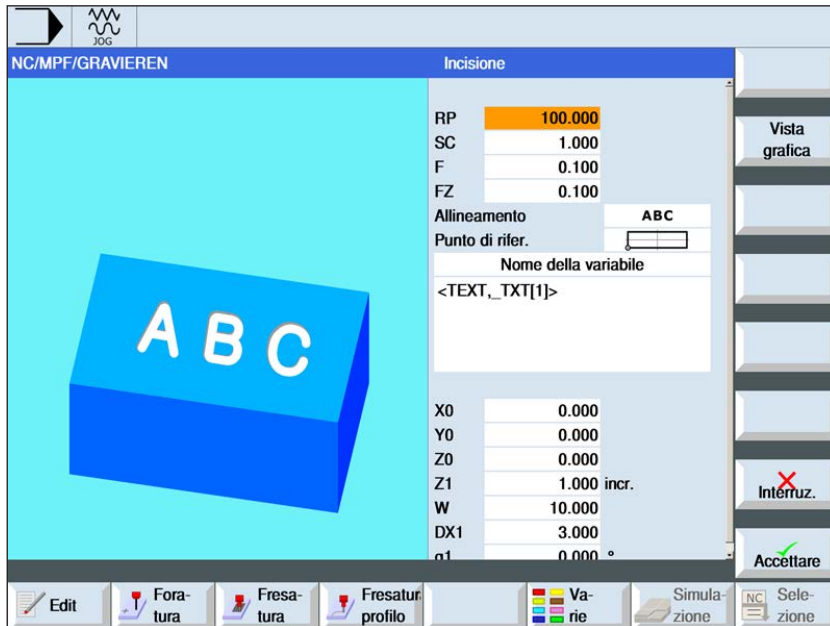 JOG
NC/MPF/GRAVIEREN
Incisione
RP 100.000
SC 1.000
F 0.100
FZ 0.100
Allineamento ABC
Punto di rifer.
Nome della variabile
<TEXT,_TXT[1]>
ABC
X0 0.000
Y0 0.000
Z0 0.000
Z1 1.000 incr.
W 10.000
DX1 3.000
α1 0.000 °
Vista
grafica
Interruz.
Accettare
Edit
Fora-
tura
Fresa-
tura
Fresatur.
profilo
Va-
rie
Simula-
zione
NC
Sele-
zione